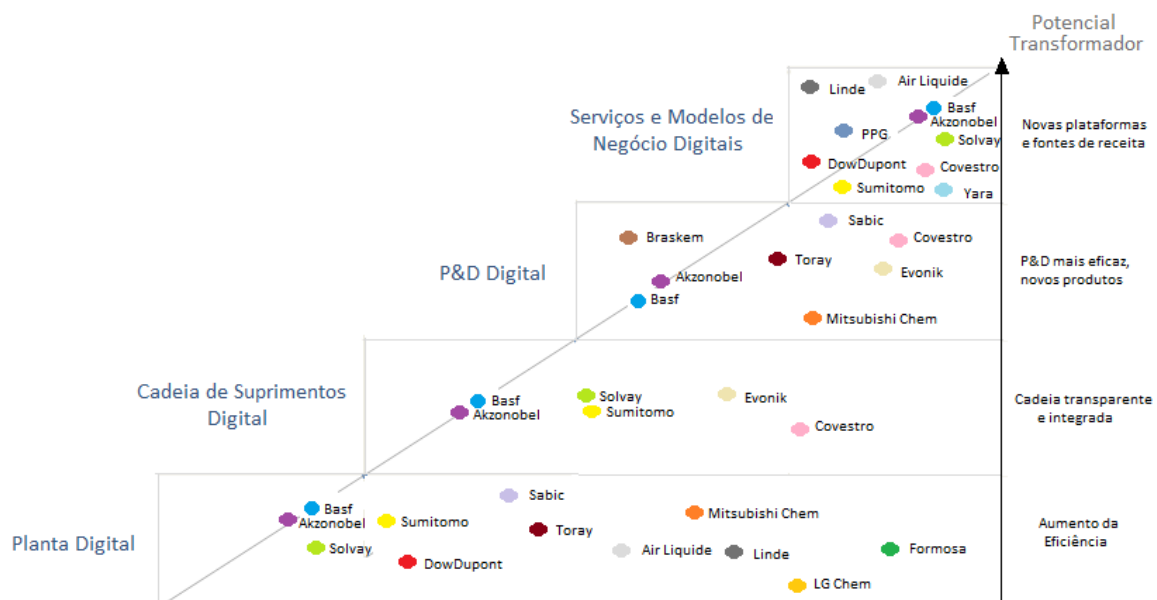 Potencial
Transformador
Linde
Air Liquide
Basf
Akzonobel
Serviços e Modelos de
Negócio Digitais
PPG
Solvay
Novas plataformas
e fontes de receita
DowDupont
Covestro
Sumitomo
Yara
Sabic
Braskem
Covestro
P&D Digital
Toray
Evonik
P&D mais eficaz,
novos produtos
Akzonobel
Basf
Mitsubishi Chem
Cadeia de Suprimentos
Digital
Basf
Akzonobel
Solvay
Sumitomo
Evonik
Covestro
Cadeia transparente
e integrada
Sabic
Basf
Akzonobel
Sumitomo
Mitsubishi Chem
Toray
Planta Digital
Solvay
DowDupont
Air Liquide
Linde
Formosa
LG Chem
Aumento da
Eficiência